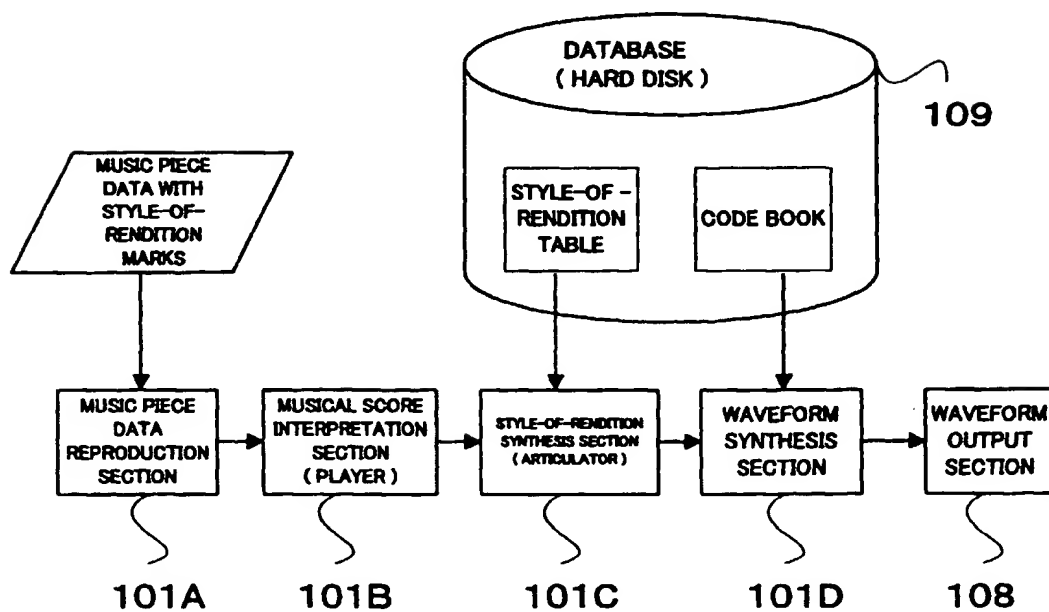 DATABASE
( HARD DISK )
109
MUSIC PIECE
DATA WITH
STYLE-OF-
RENDITION
MARKS
STYLE-OF -
RENDITION
TABLE
CODE BOOK
MUSIC PIECE
DATA
REPRODUCTION
SECTION
MUSICAL SCORE
INTERPRETATION
SECTION
( PLAYER )
STYLE-OF-RENDITION
SYNTHESIS SECTION
( ARTICULATOR )
WAVEFORM
SYNTHESIS
SECTION
WAVEFORM
OUTPUT
SECTION
101A
101B
101C
101D
108